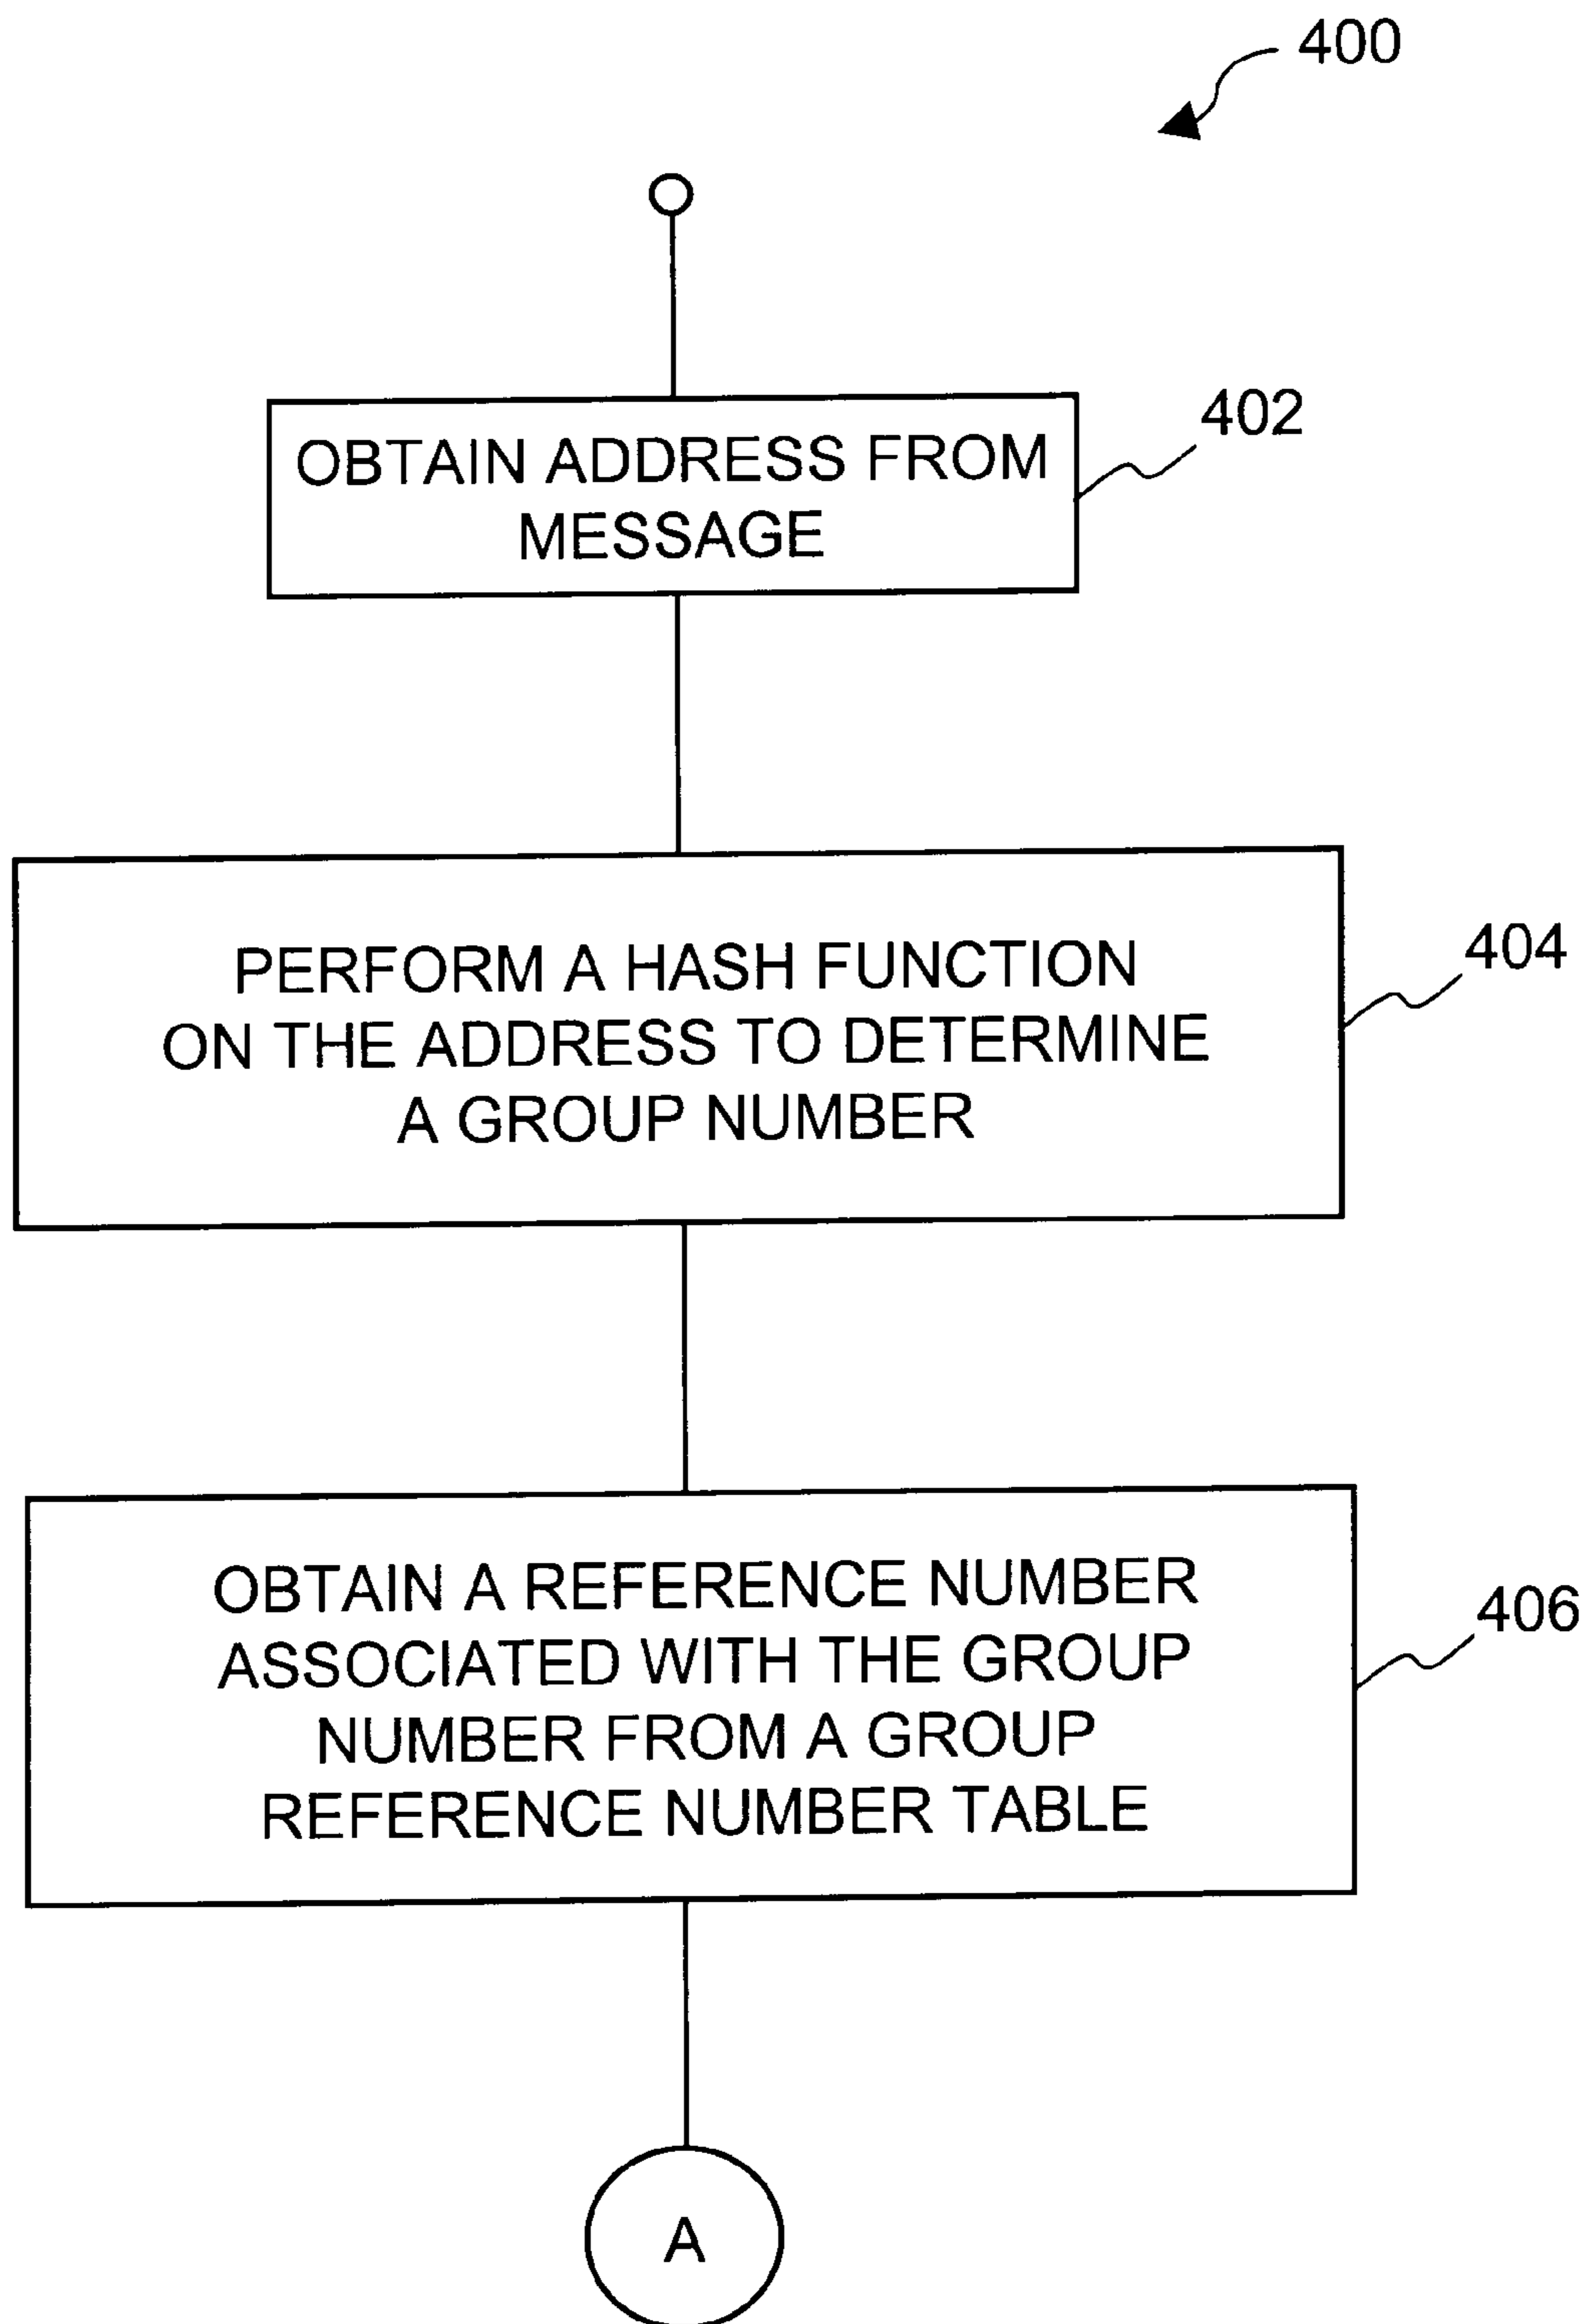 400
402
OBTAIN ADDRESS FROM
MESSAGE
404
PERFORM A HASH FUNCTION
ON THE ADDRESS TO DETERMINE
A GROUP NUMBER
406
OBTAIN A REFERENCE NUMBER
ASSOCIATED WITH THE GROUP
NUMBER FROM A GROUP
REFERENCE NUMBER TABLE
A